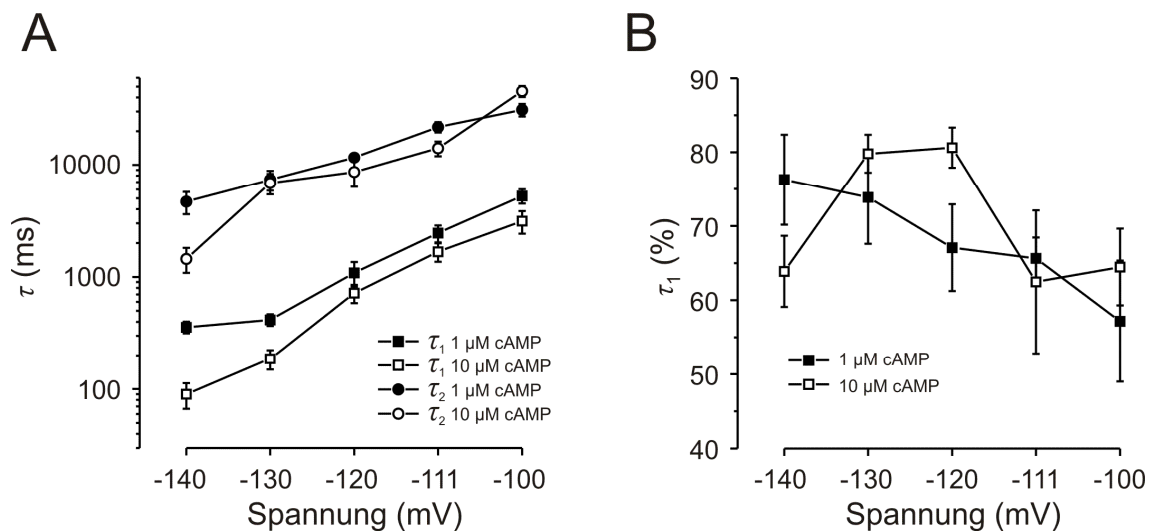 A
τ (ms)
10000
1000
100
τ1 1 µM cAMP
τ1 10 µM cAMP
τ2 1 µM cAMP
τ2 10 µM cAMP
-140 -130 -120 -111 -100
Spannung (mV)
B
τ1 (%)
90
80
70
60
50
40
1 µM cAMP
10 µM cAMP
-140 -130 -120 -111 -100
Spannung (mV)